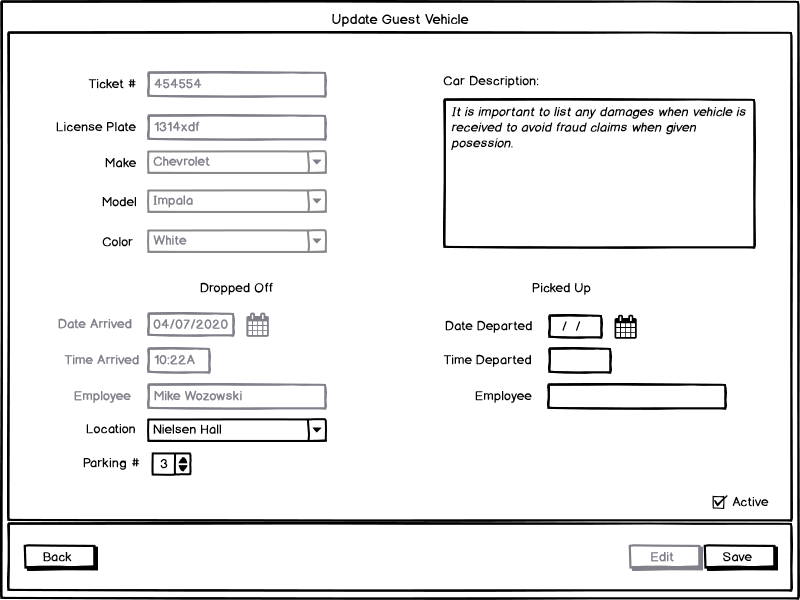 Update Guest Vehicle
Ticket # 454554
License Plate 1314xdf
Make Chevrolet
Model Impala
Color White
Car Description:
It is important to list any damages when vehicle is
received to avoid fraud claims when given
posession.
Dropped Off
Date Arrived 04/07/2020
Time Arrived 10:22A
Employee Mike Wozowski
Location Nielsen Hall
Parking # 3
Picked Up
Date Departed / /
Time Departed
Employee
Active
Back
Edit
Save